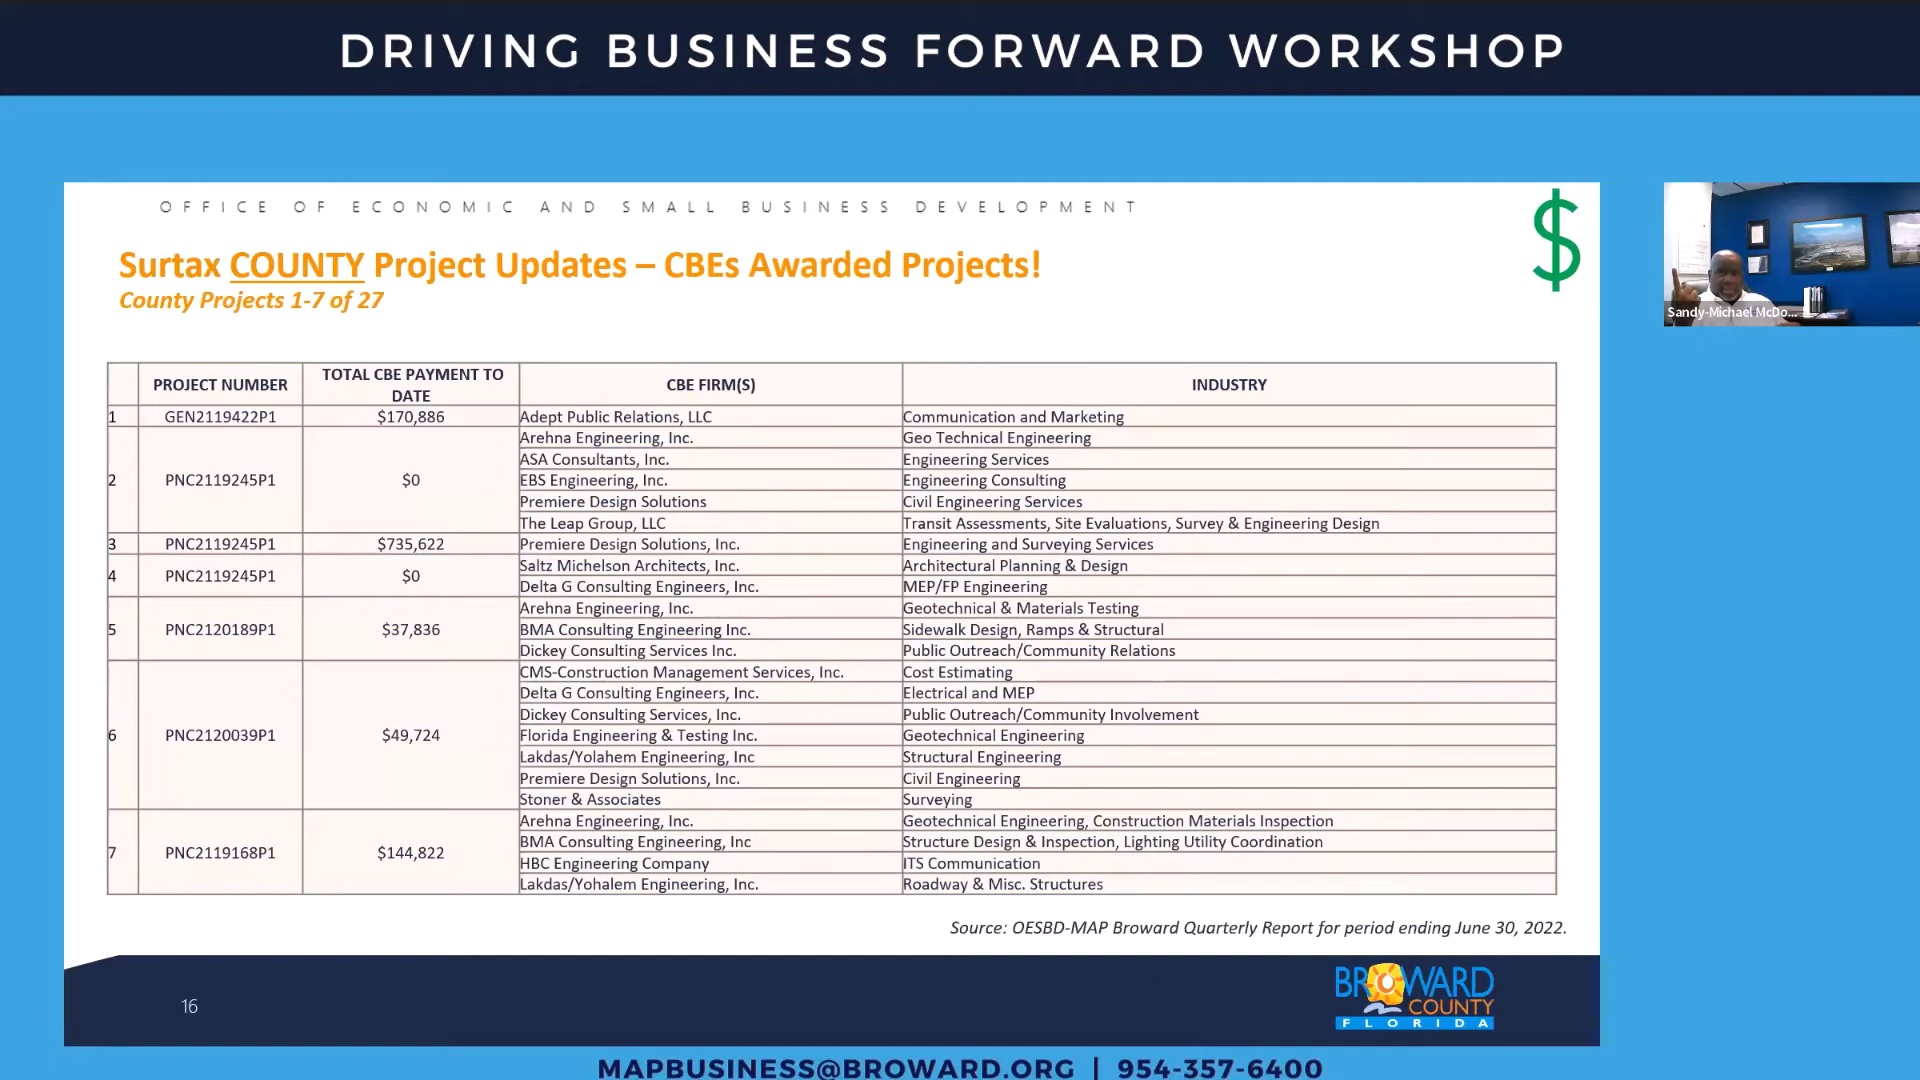 DRIVING BUSINESS FORWARD WORKSHOP
OFFICE OF ECONOMIC AND SMALL BUSINESS DEVELOPMENT
$
Surtax COUNTY Project Updates – CBEs Awarded Projects!
County Projects 1-7 of 27
Sandy-Michael McDo...
PROJECT NUMBER TOTAL CBE PAYMENT TO DATE CBE FIRM(S) INDUSTRY
1 GEN2119422P1 $170,886 Adept Public Relations, LLC Communication and Marketing
2 PNC2119245P1 $0 Arehna Engineering, Inc. Geo Technical Engineering
ASA Consultants, Inc. Engineering Services
EBS Engineering, Inc. Engineering Consulting
Premiere Design Solutions Civil Engineering Services
The Leap Group, LLC Transit Assessments, Site Evaluations, Survey & Engineering Design
3 PNC2119245P1 $735,622 Premiere Design Solutions, Inc. Engineering and Surveying Services
4 PNC2119245P1 $0 Saltz Michelson Architects, Inc. Architectural Planning & Design
Delta G Consulting Engineers, Inc. MEP/FP Engineering
5 PNC2120189P1 $37,836 Arehna Engineering, Inc. Geotechnical & Materials Testing
BMA Consulting Engineering Inc. Sidewalk Design, Ramps & Structural
Dickey Consulting Services Inc. Public Outreach/Community Relations
6 PNC2120039P1 $49,724 CMS-Construction Management Services, Inc. Cost Estimating
Delta G Consulting Engineers, Inc. Electrical and MEP
Dickey Consulting Services, Inc. Public Outreach/Community Involvement
Florida Engineering & Testing Inc. Geotechnical Engineering
Lakdas/Yolahem Engineering, Inc Structural Engineering
Premiere Design Solutions, Inc. Civil Engineering
Stoner & Associates Surveying
7 PNC2119168P1 $144,822 Arehna Engineering, Inc. Geotechnical Engineering, Construction Materials Inspection
BMA Consulting Engineering, Inc Structure Design & Inspection, Lighting Utility Coordination
HBC Engineering Company ITS Communication
Lakdas/Yohalem Engineering, Inc. Roadway & Misc. Structures
Source: OESBD-MAP Broward Quarterly Report for period ending June 30, 2022.
16
BROWARD
COUNTY
FLORIDA
MAPBUSINESS@BROWARD.ORG | 954-357-6400